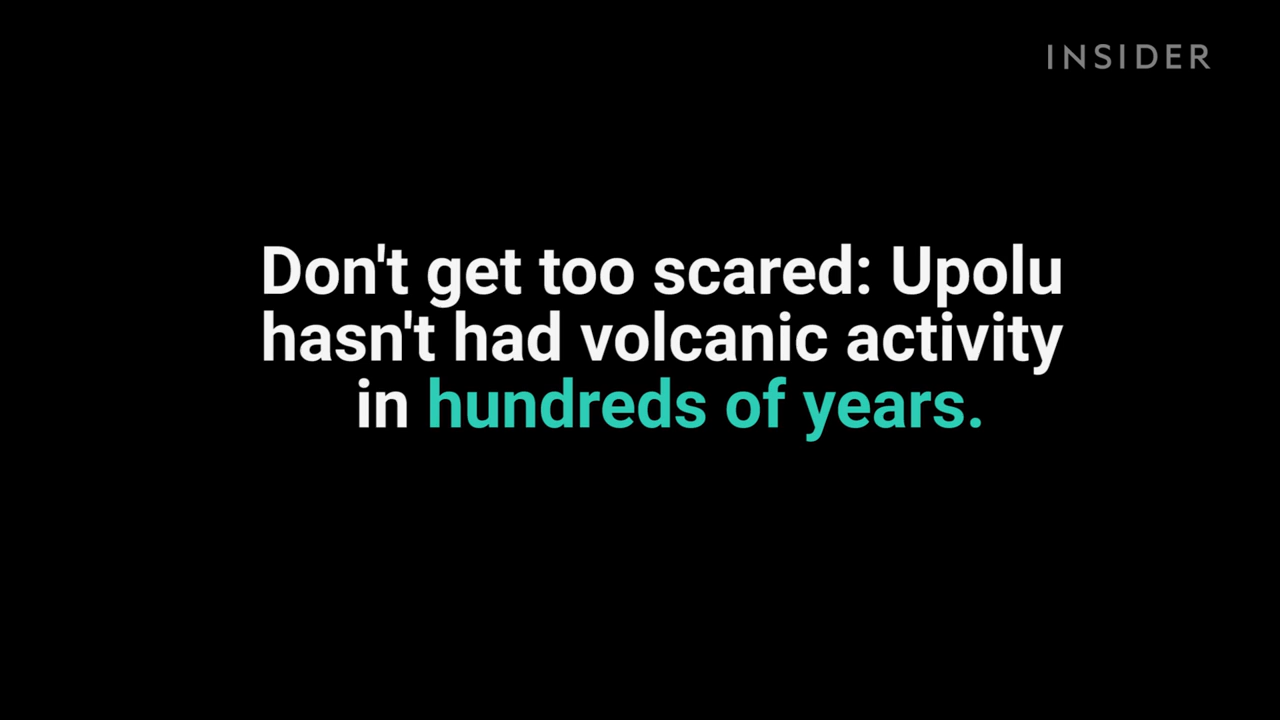 INSIDER
Don't get too scared: Upolu
hasn't had volcanic activity
in hundreds of years.